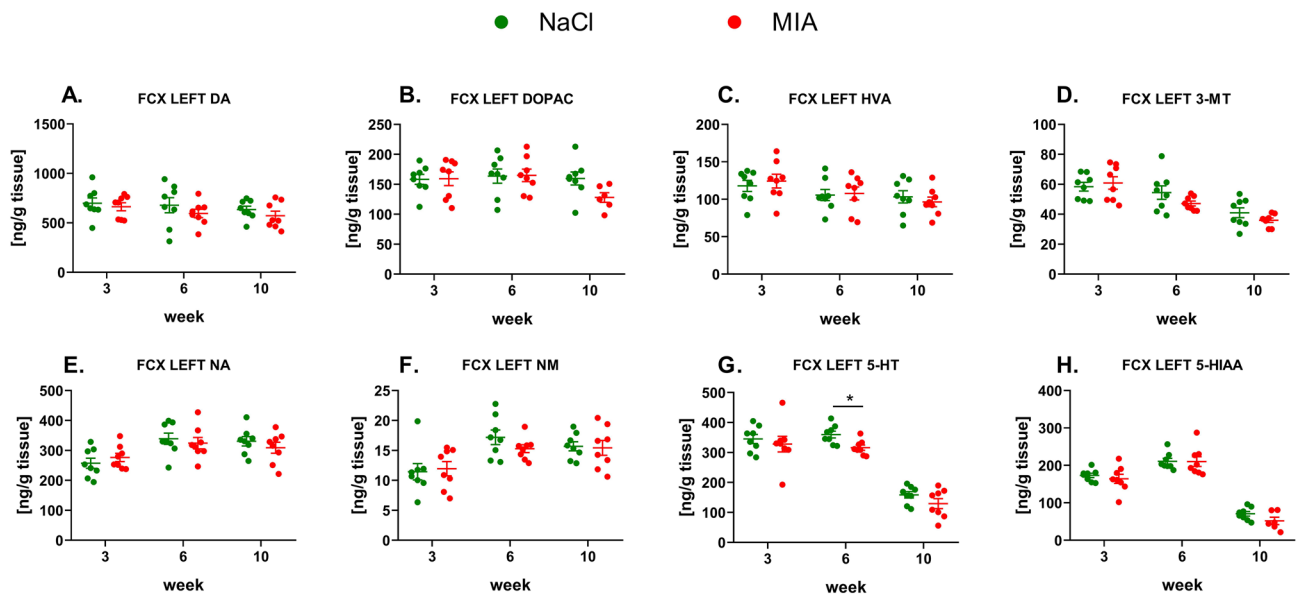 NaCl MIA
A. FCX LEFT DA
[ng/g tissue]
1500
1000
500
0
3 6 10
week
B. FCX LEFT DOPAC
[ng/g tissue]
250
200
150
100
50
0
3 6 10
week
C. FCX LEFT HVA
[ng/g tissue]
200
150
100
50
0
3 6 10
week
D. FCX LEFT 3-MT
[ng/g tissue]
100
80
60
40
20
0
3 6 10
week
E. FCX LEFT NA
[ng/g tissue]
500
400
300
200
100
0
3 6 10
week
F. FCX LEFT NM
[ng/g tissue]
25
20
15
10
5
0
3 6 10
week
G. FCX LEFT 5-HT
[ng/g tissue]
500
400
300
200
100
0
*
3 6 10
week
H. FCX LEFT 5-HIAA
[ng/g tissue]
400
300
200
100
0
3 6 10
week